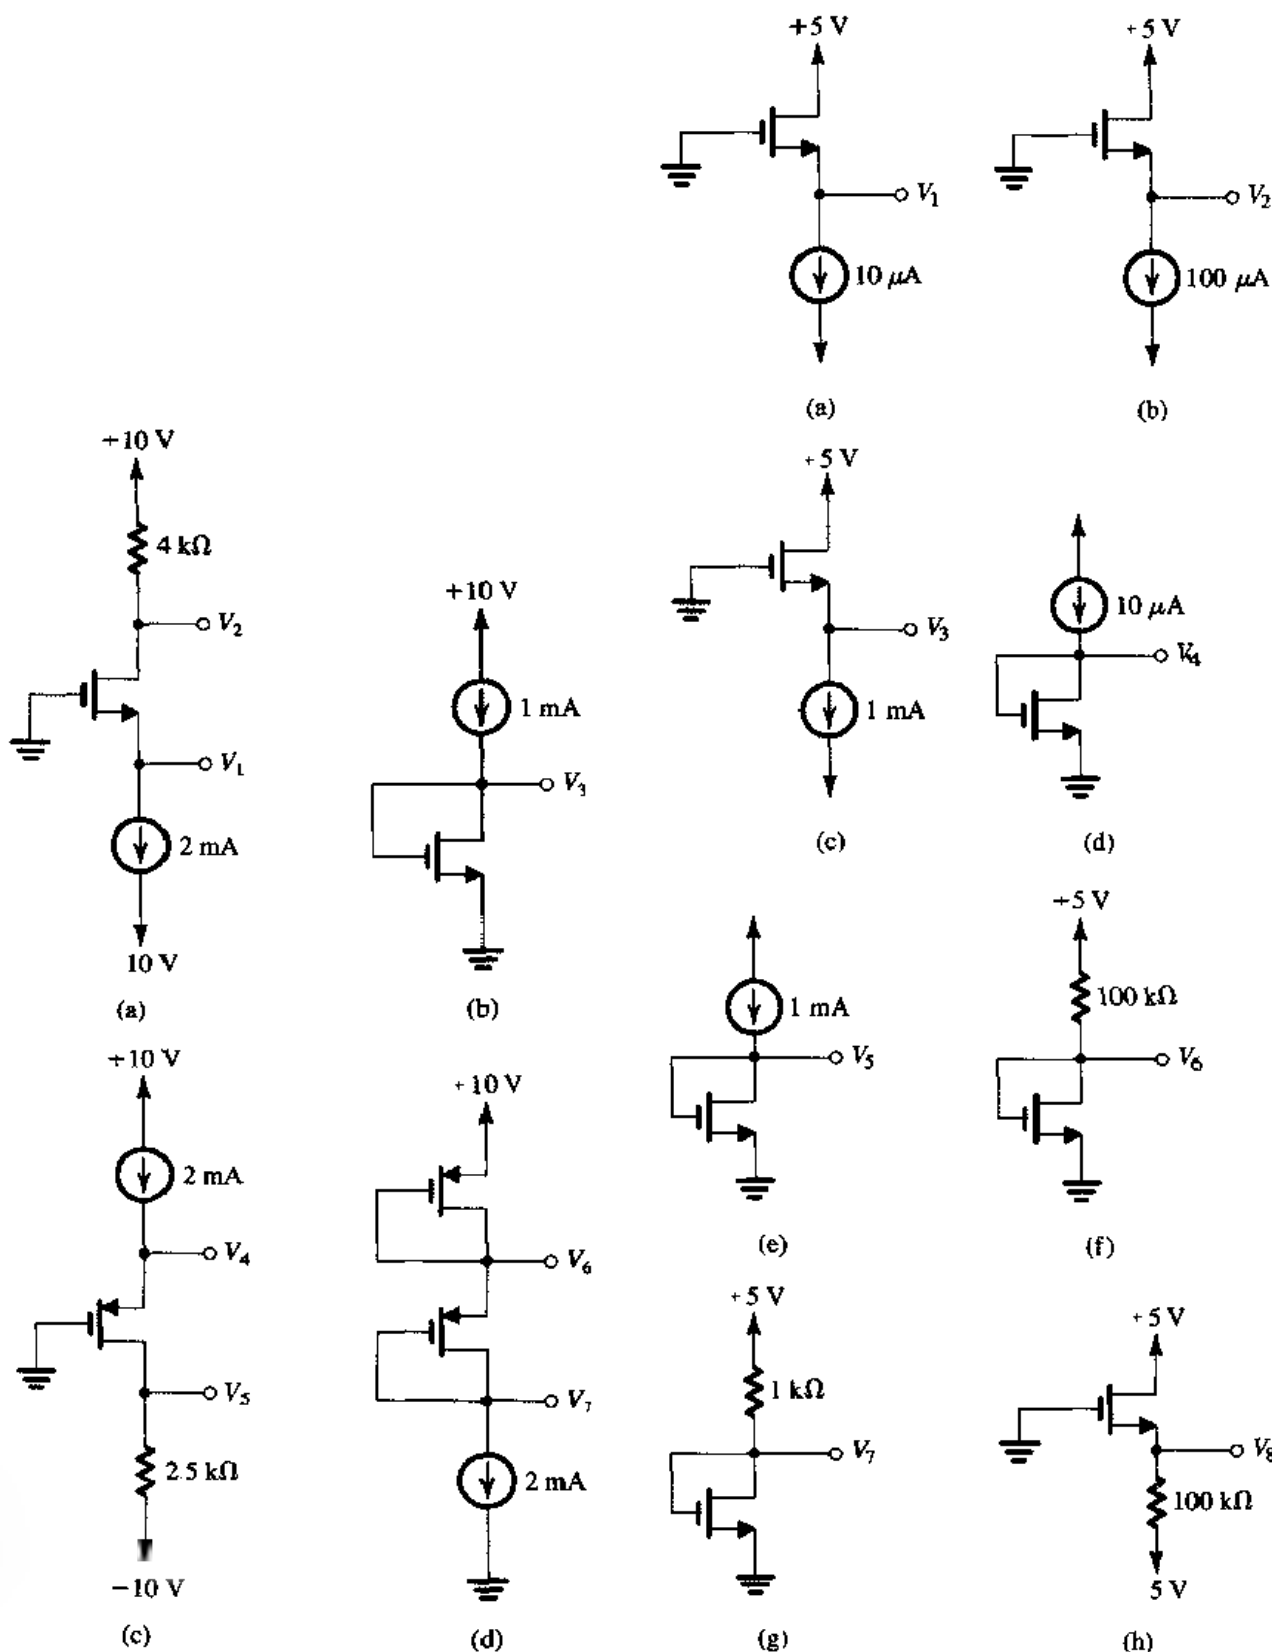 +5 V
+5 V
V1
V2
10 μA
100 μA
(a)
(b)
+10 V
+5 V
4 kΩ
10 μA
+10 V
V2
V3
V4
1 mA
1 mA
V1
V3
(c)
(d)
2 mA
+5 V
10 V
(a)
(b)
1 mA
100 kΩ
+10 V
V5
V6
+10 V
2 mA
(e)
(f)
V4
V6
+5 V
+5 V
1 kΩ
V5
V7
V7
V8
2.5 kΩ
2 mA
100 kΩ
−10 V
5 V
(c)
(d)
(g)
(h)